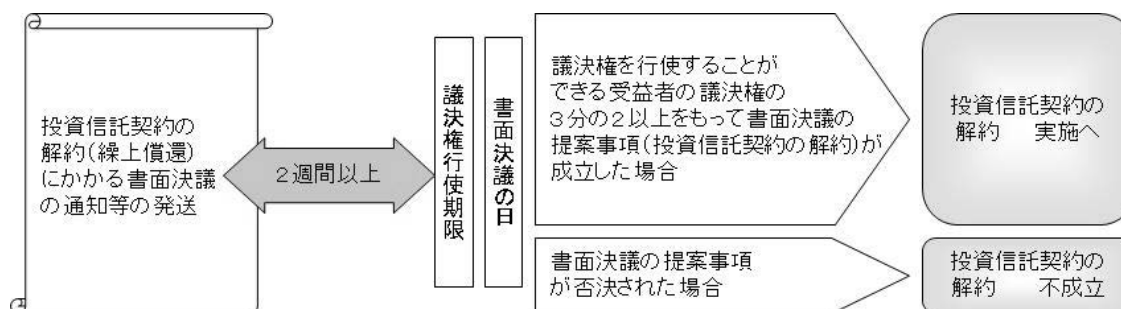 投資信託契約の
解約(繰上償還)
にかかる書面決議
の通知等の発送
2週間以上
議決権行使期限
書面決議の日
議決権を行使することが
できる受益者の議決権の
3分の2以上をもって書面決議の
提案事項(投資信託契約の解約)が
成立した場合
投資信託契約の
解約 実施へ
書面決議の提案事項
が否決された場合
投資信託契約の
解約 不成立